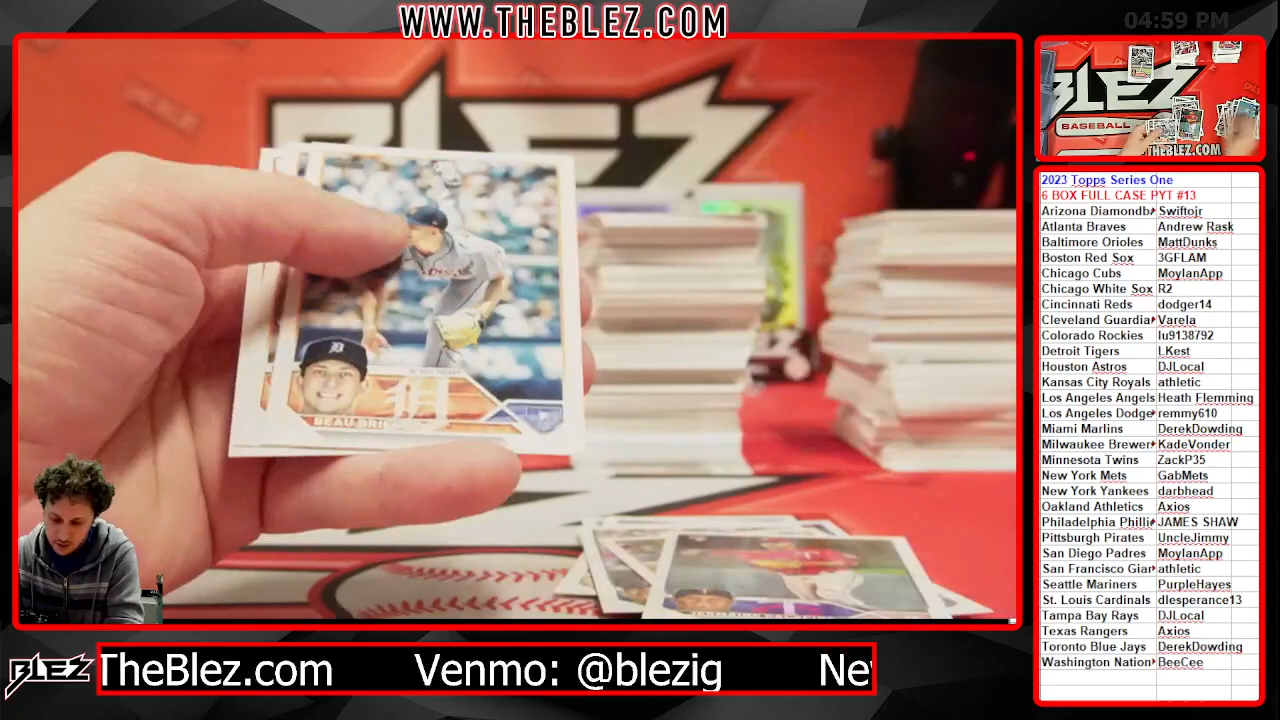 WWW.THEBLEZ.COM
04:59 PM
BLEZ
BLEZ
BASEBALL
THEBLEZ.COM
D
2023 Topps Series One
6 BOX FULL CASE PYT #13
Arizona Diamondb Swiftojr
Atlanta Braves Andrew Rask
Baltimore Orioles MattDunks
Boston Red Sox 3GFLAM
Chicago Cubs MoylanApp
Chicago White Sox R2
Cincinnati Reds dodger14
Cleveland Guardia Varela
Colorado Rockies lu9138792
Detroit Tigers LKest
Houston Astros DJLocal
Kansas City Royals athletic
Los Angeles Angels Heath Flemming
Los Angeles Dodge remmy610
Miami Marlins DerekDowding
Milwaukee Brewer KadeVonder
Minnesota Twins ZackP35
New York Mets GabMets
New York Yankees darbhead
Oakland Athletics Axios
Philadelphia Philli JAMES SHAW
Pittsburgh Pirates UncleJimmy
San Diego Padres MoylanApp
San Francisco Giar athletic
Seattle Mariners PurpleHayes
St. Louis Cardinals dlesperance13
Tampa Bay Rays DJLocal
Texas Rangers Axios
Toronto Blue Jays DerekDowding
Washington Nation BeeCee
BLEZ TheBlez.com Venmo: @blezig Ne